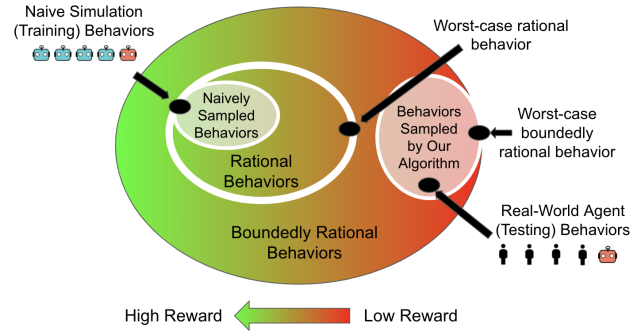 Naive Simulation
(Training) Behaviors
Worst-case rational
behavior
Naively
Sampled
Behaviors
Rational
Behaviors
Behaviors
Sampled
by Our
Algorithm
Worst-case
boundedly
rational behavior
Boundedly Rational
Behaviors
Real-World Agent
(Testing) Behaviors
High Reward
Low Reward